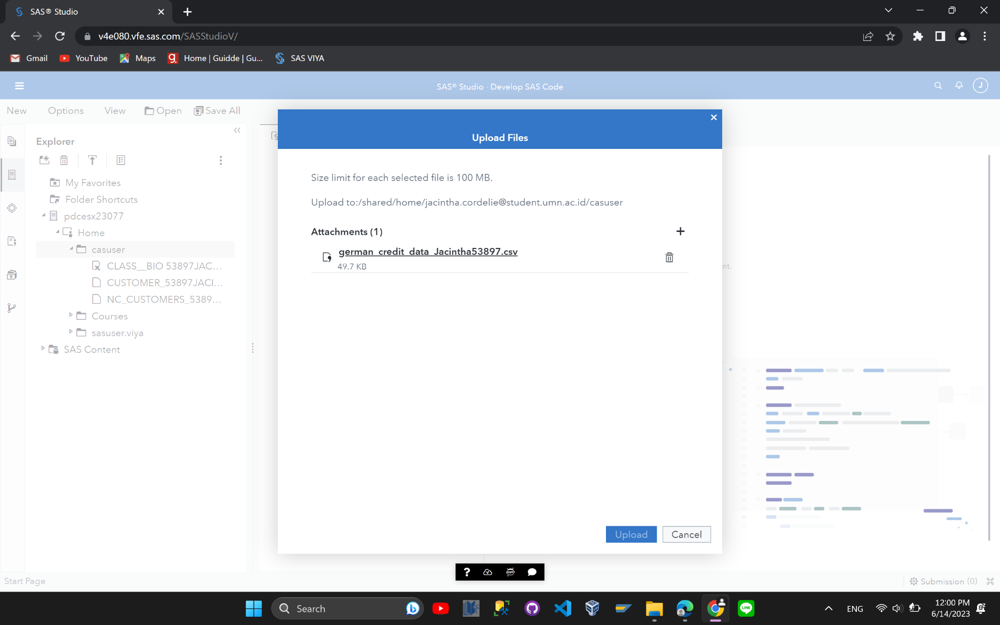 SAS® Studio
v4e080.vfe.sas.com/SASStudioV/
Gmail
YouTube
Maps
Home | Guidde | Gu...
SAS VIYA
SAS® Studio - Develop SAS Code
J
New
Options
View
Open
Save All
Upload Files
Explorer
Size limit for each selected file is 100 MB.
My Favorites
Folder Shortcuts
Upload to:/shared/home/jacintha.cordelie@student.umn.ac.id/casuser
pdcesx23077
Home
Attachments (1)
casuser
german_credit_data_Jacintha53897.csv
49.7 KB
CLASS__BIO 53897JAC...
nt.
CUSTOMER_53897JACI...
NC_CUSTOMERS_5389...
Courses
sasuser.viya
SAS Content
Upload
Cancel
Start Page
Submission (0)
Search
LINE
ENG
12:00 PM
6/14/2023